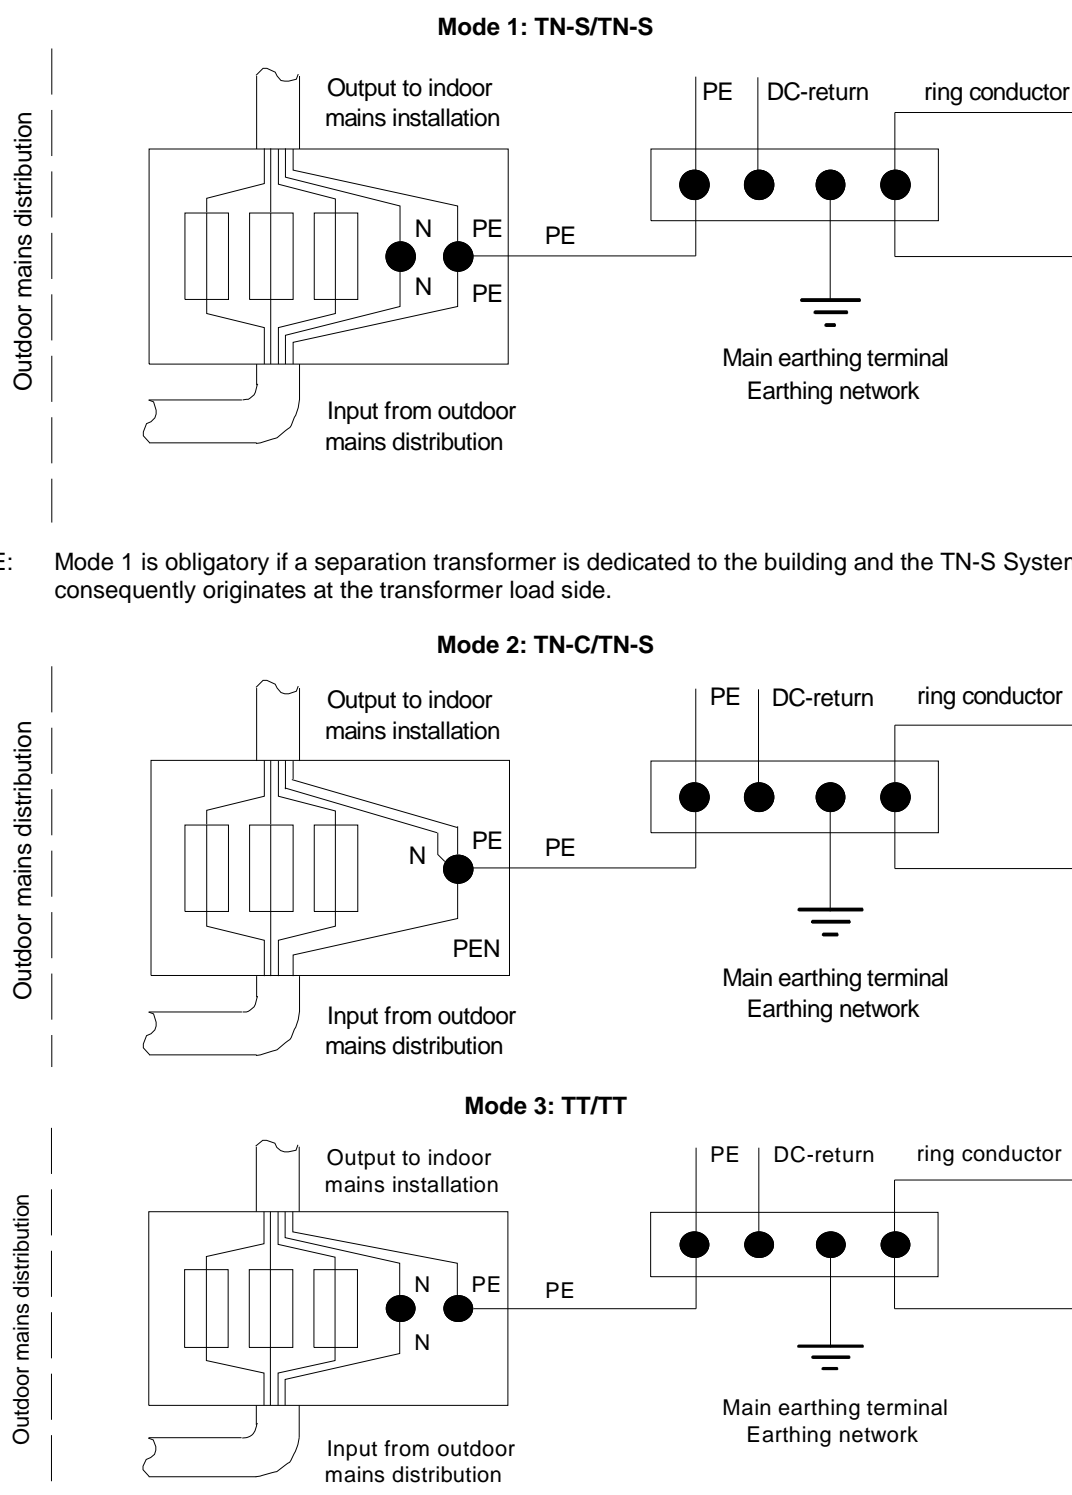 Mode 1: TN-S/TN-S
Outdoor mains distribution
Output to indoor
mains installation
PE
DC-return
ring conductor
N
PE
PE
N
PE
Main earthing terminal
Earthing network
Input from outdoor
mains distribution
E: Mode 1 is obligatory if a separation transformer is dedicated to the building and the TN-S System
consequently originates at the transformer load side.
Mode 2: TN-C/TN-S
Outdoor mains distribution
Output to indoor
mains installation
PE
DC-return
ring conductor
N
PE
PE
PEN
Main earthing terminal
Earthing network
Input from outdoor
mains distribution
Mode 3: TT/TT
Outdoor mains distribution
Output to indoor
mains installation
PE
DC-return
ring conductor
N
PE
PE
N
Main earthing terminal
Earthing network
Input from outdoor
mains distribution